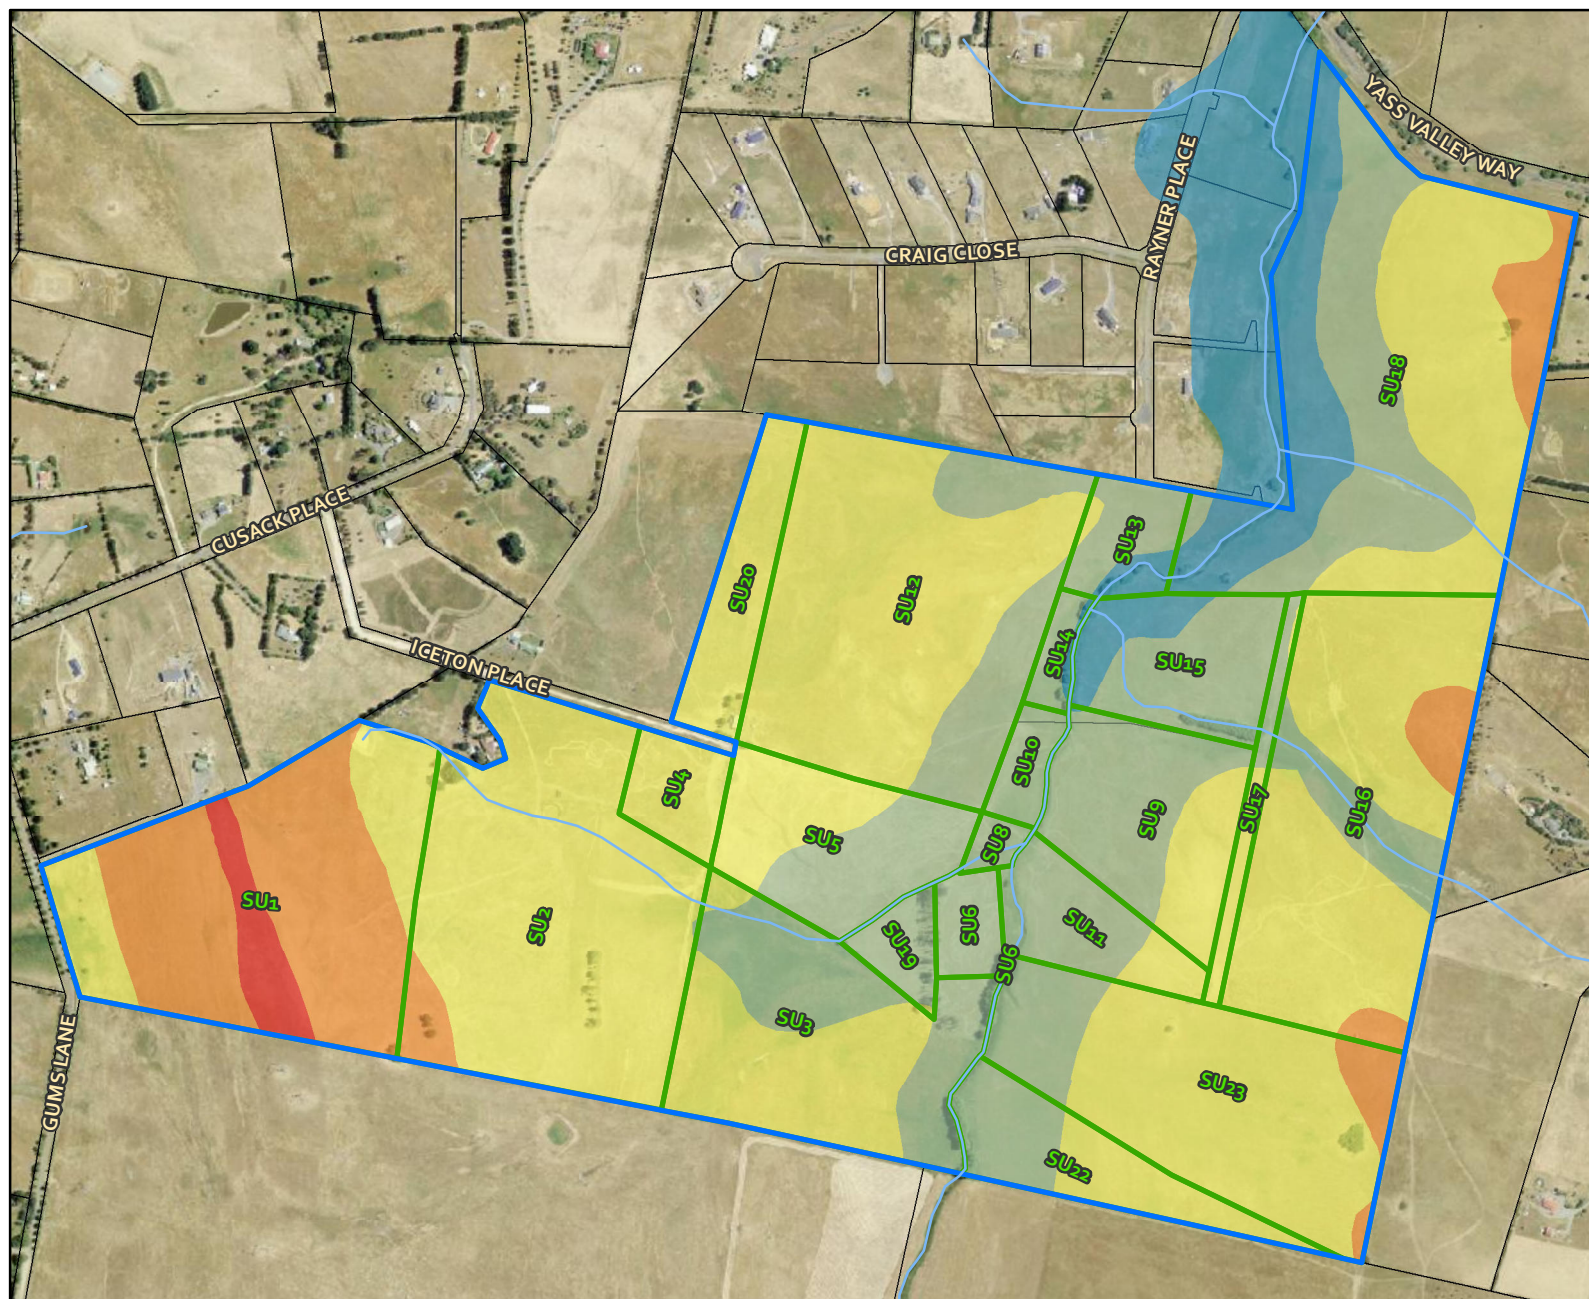 YASS VALLEY WAY
RAYNER PLACE
CRAIG CLOSE
SU18
CUSACK PLACE
SU13
SU20
SU12
ICETON PLACE
SU14
SU15
SU10
SU4
SU5
SU8
SU9
SU17
SU16
SU1
SU2
SU19
SU6
SU11
SU6
SU3
GUMS LANE
SU23
SU22